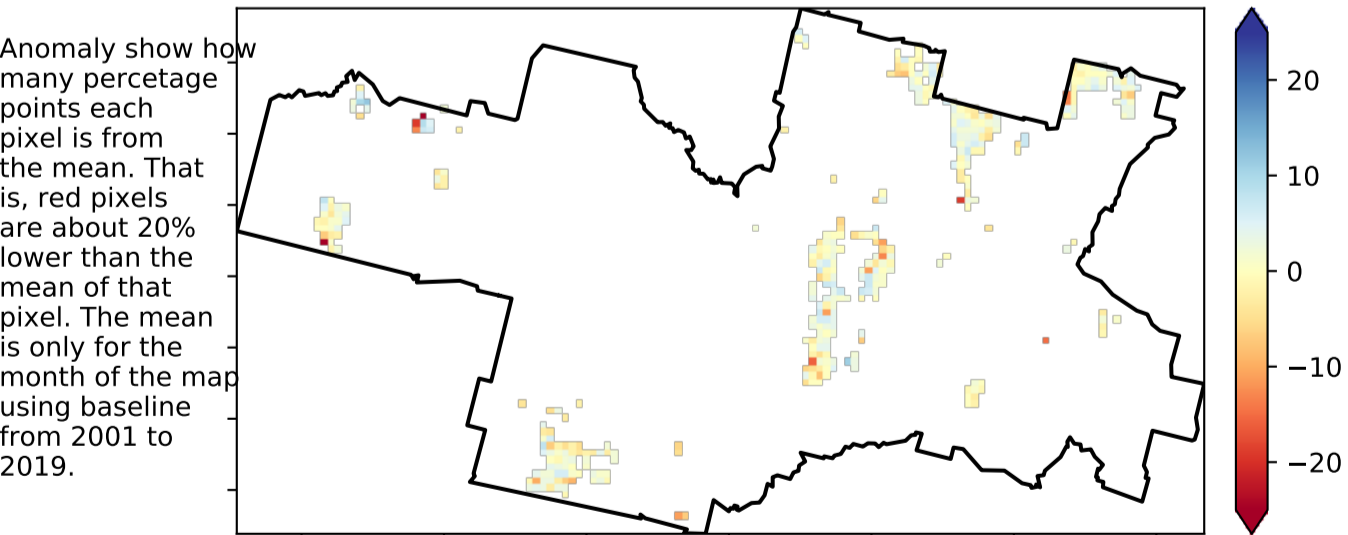 Anomaly show how
many percetage
points each
pixel is from
the mean. That
is, red pixels
are about 20%
lower than the
mean of that
pixel. The mean
is only for the
month of the map
using baseline
from 2001 to
2019.
20
10
0
−10
−20